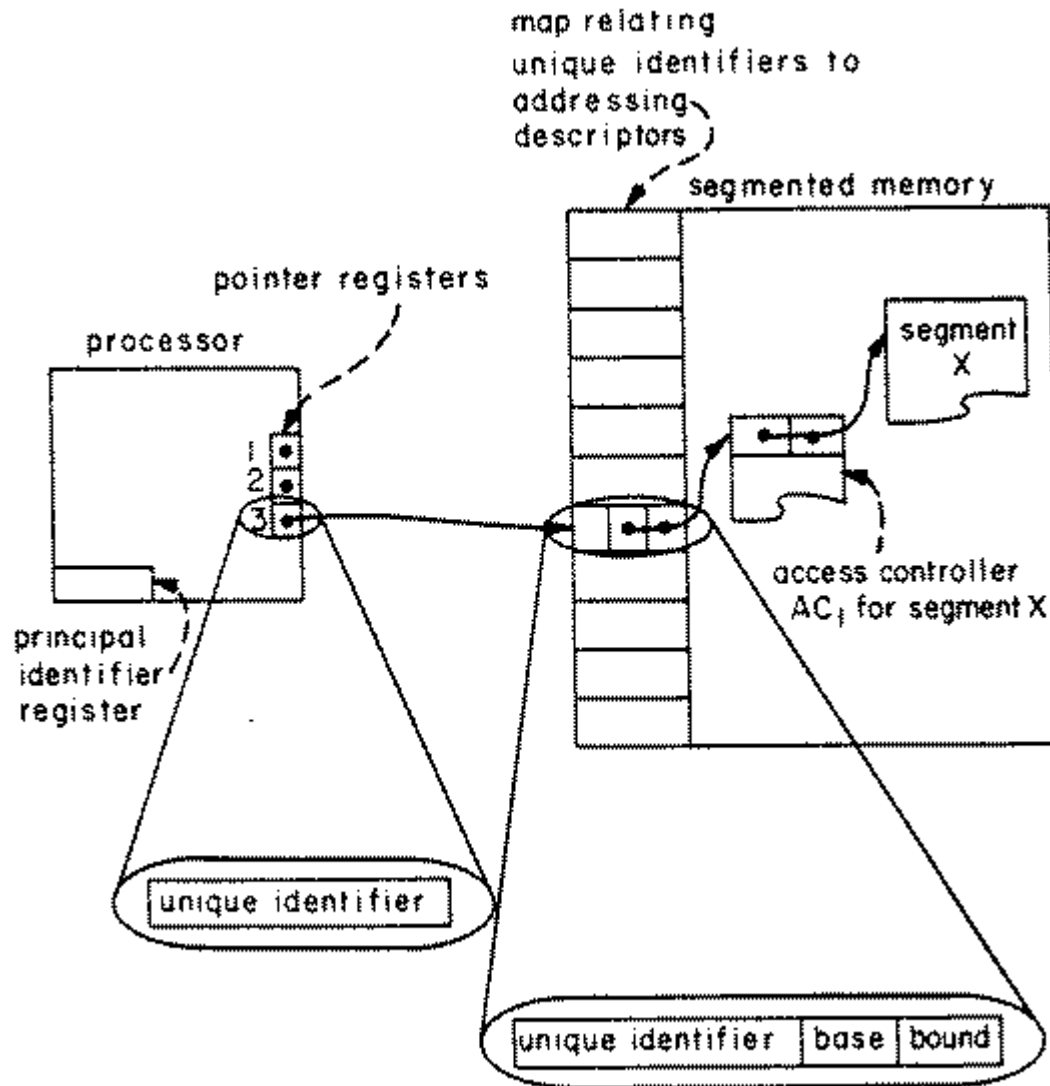 map relating
unique identifiers to
addressing
descriptors
segmented memory
pointer registers
processor
segment
X
1
2
3
access controller
AC₁ for segment X
principal
identifier
register
unique identifier
unique identifier base bound